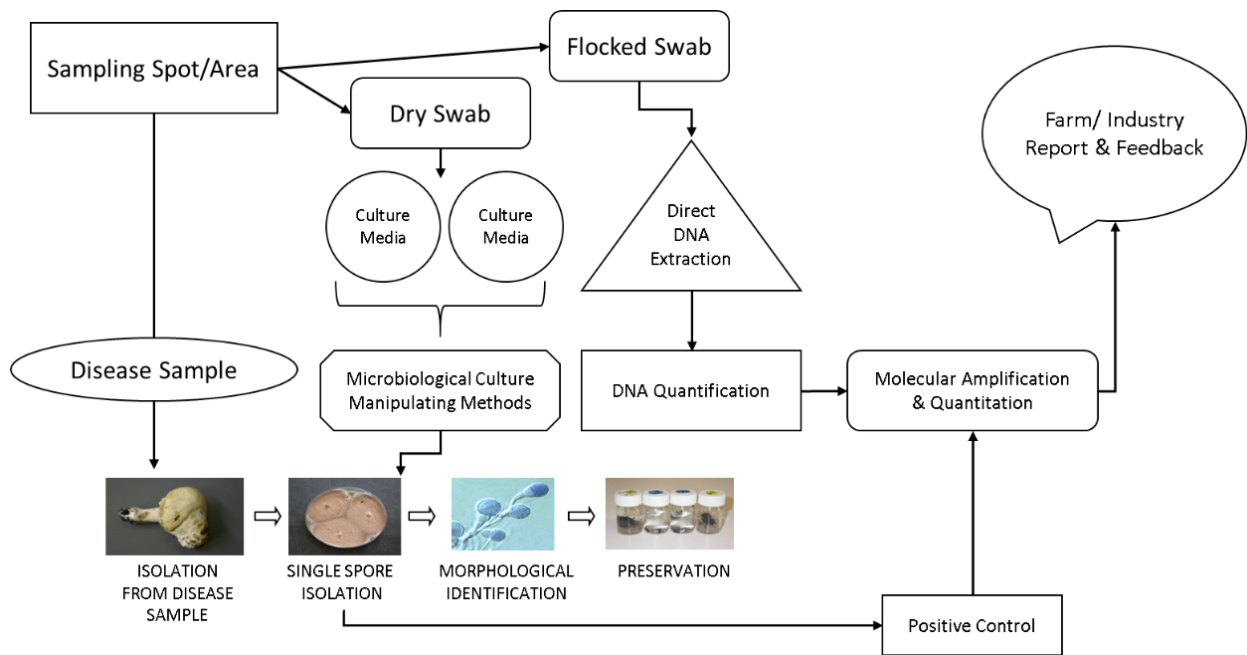 Sampling Spot/Area
Flocked Swab
Dry Swab
Culture
Media
Culture
Media
Direct
DNA
Extraction
Farm/ Industry
Report & Feedback
Disease Sample
Microbiological Culture
Manipulating Methods
DNA Quantification
Molecular Amplification
& Quantitation
ISOLATION
FROM DISEASE
SAMPLE
SINGLE SPORE
ISOLATION
MORPHOLOGICAL
IDENTIFICATION
PRESERVATION
Positive Control